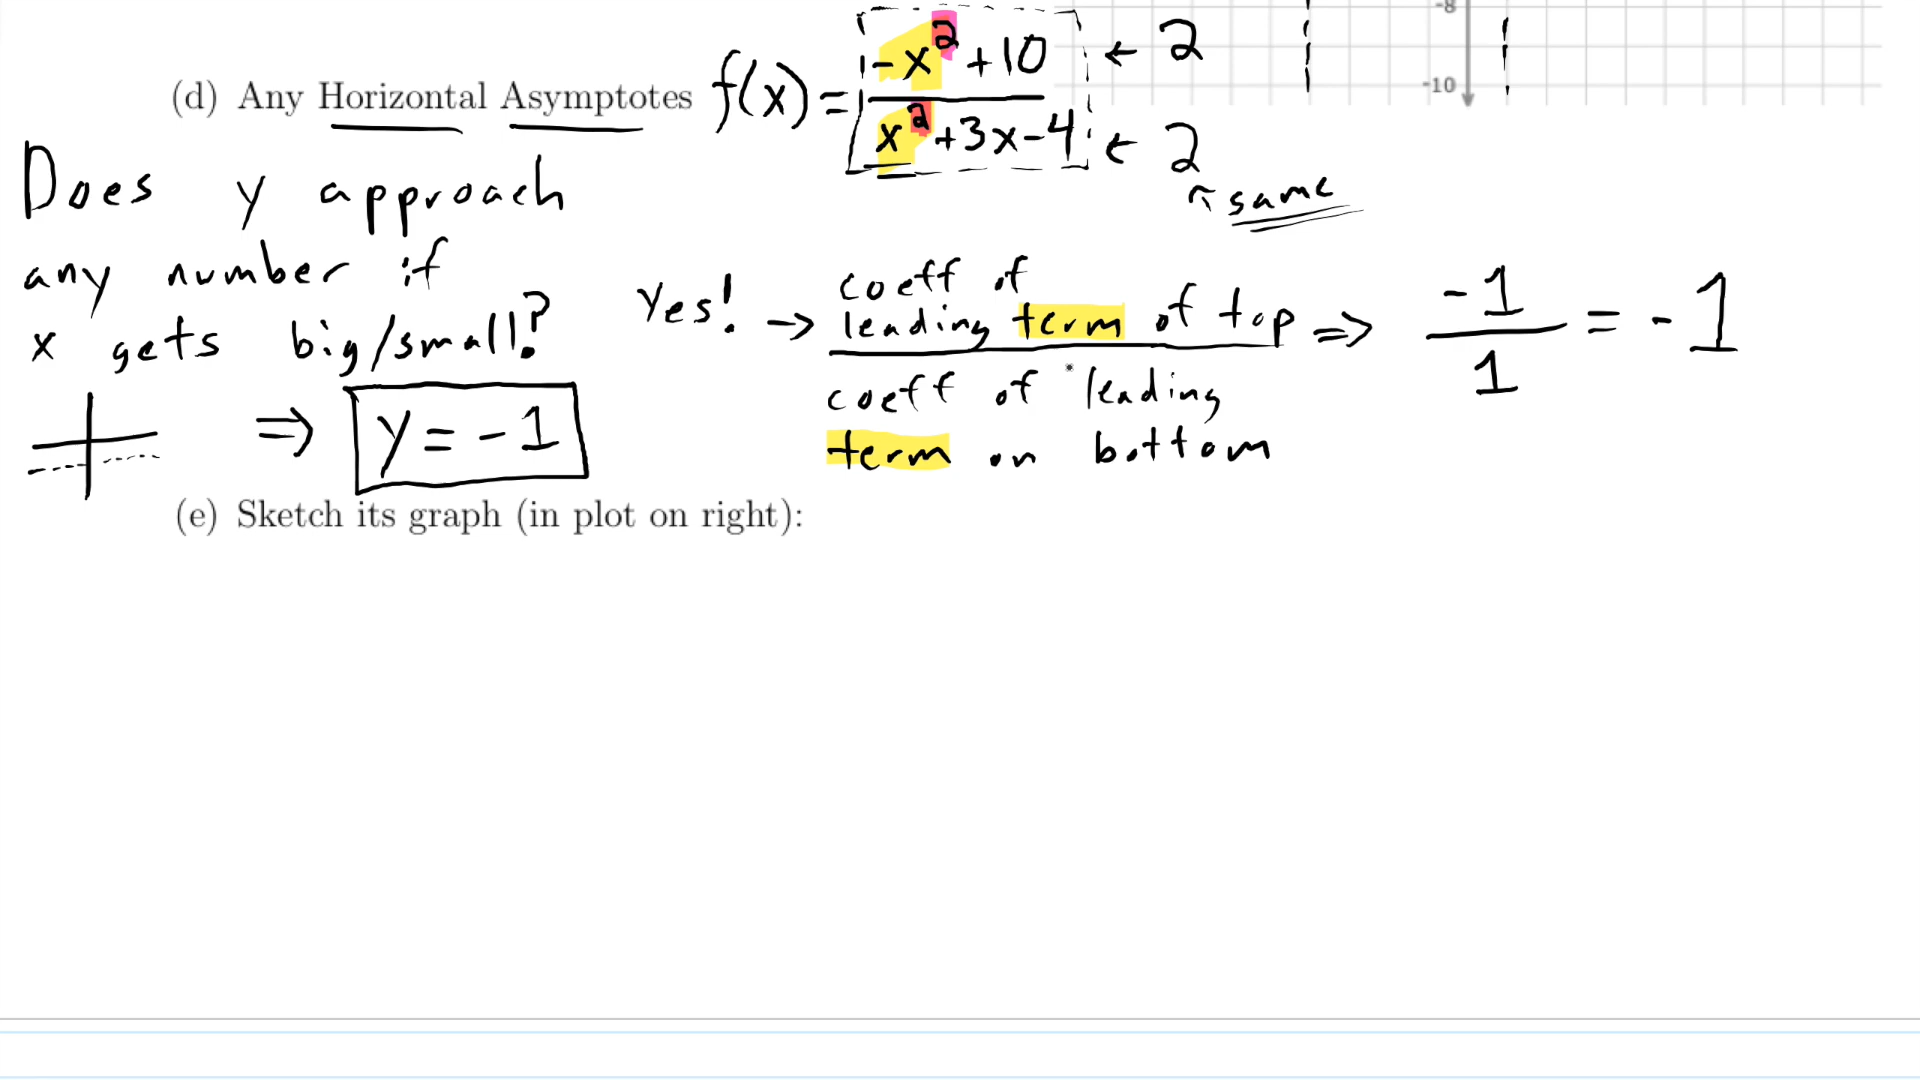 -8
-10
(d) Any Horizontal Asymptotes f(x) = -x²+10 / x²+3x-4
← 2
← 2
↖ same
Does y approach
any number if
x gets big/small?
Yes! → coeff of
leading term of top ⇒ -1/1 = -1
coeff of leading
term on bottom
⇒ y = -1
(e) Sketch its graph (in plot on right):